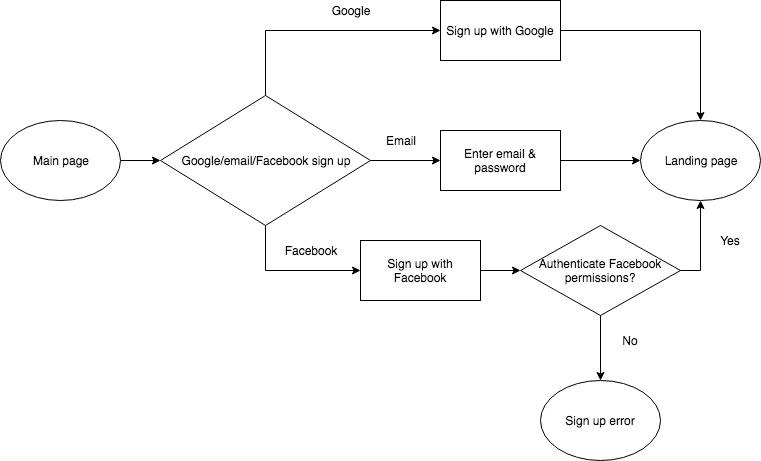 Google
Sign up with Google
Main page
Google/email/Facebook sign up
Email
Enter email &
password
Landing page
Facebook
Sign up with
Facebook
Authenticate Facebook
permissions?
Yes
No
Sign up error